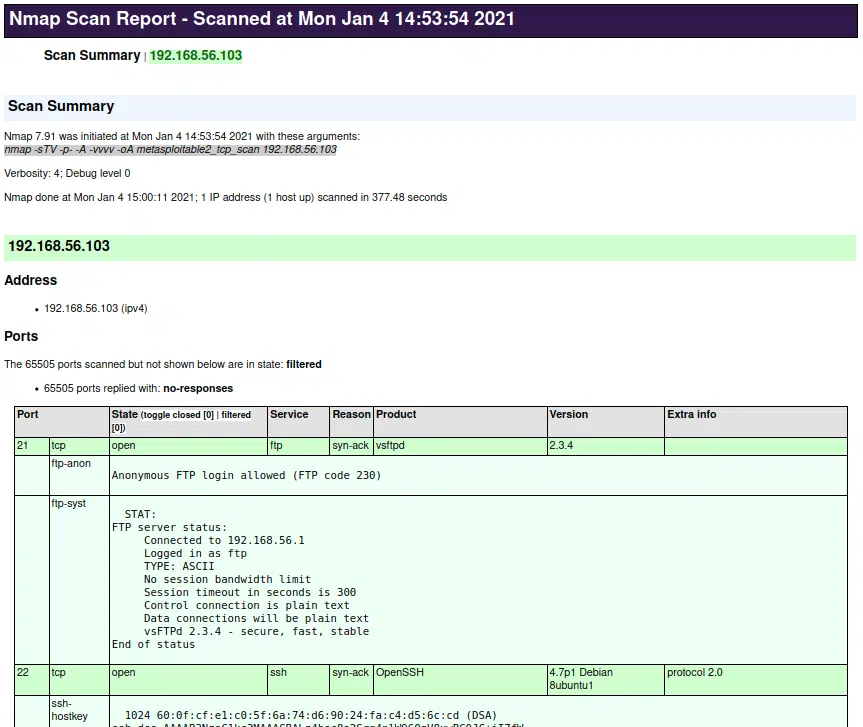 Nmap Scan Report - Scanned at Mon Jan 4 14:53:54 2021
Scan Summary | 192.168.56.103
Scan Summary
Nmap 7.91 was initiated at Mon Jan 4 14:53:54 2021 with these arguments:
nmap -sTV -p- -A -vvvv -oA metasploitable2_tcp_scan 192.168.56.103
Verbosity: 4; Debug level 0
Nmap done at Mon Jan 4 15:00:11 2021; 1 IP address (1 host up) scanned in 377.48 seconds
192.168.56.103
Address
• 192.168.56.103 (ipv4)
Ports
The 65505 ports scanned but not shown below are in state: filtered
• 65505 ports replied with: no-responses
Port State (toggle closed [0] | filtered [0]) Service Reason Product Version Extra info
21 tcp open ftp syn-ack vsftpd 2.3.4
ftp-anon
Anonymous FTP login allowed (FTP code 230)
ftp-syst
STAT:
FTP server status:
Connected to 192.168.56.1
Logged in as ftp
TYPE: ASCII
No session bandwidth limit
Session timeout in seconds is 300
Control connection is plain text
Data connections will be plain text
vsFTPd 2.3.4 - secure, fast, stable
End of status
22 tcp open ssh syn-ack OpenSSH 4.7p1 Debian 8ubuntu1 protocol 2.0
ssh-hostkey
1024 60:0f:cf:e1:c0:5f:6a:74:d6:90:24:fa:c4:d5:6c:cd (DSA)